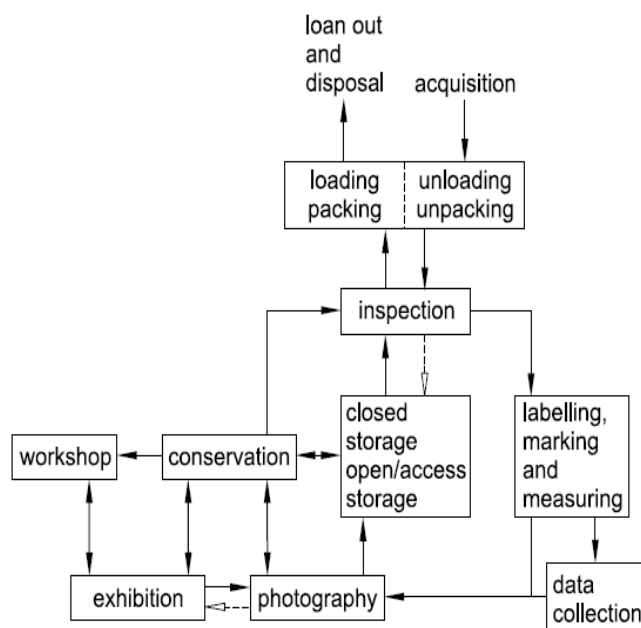 loan out
and
disposal
acquisition
loading
packing
unloading
unpacking
inspection
closed
storage
open/access
storage
labelling,
marking
and
measuring
workshop
conservation
exhibition
photography
data
collection